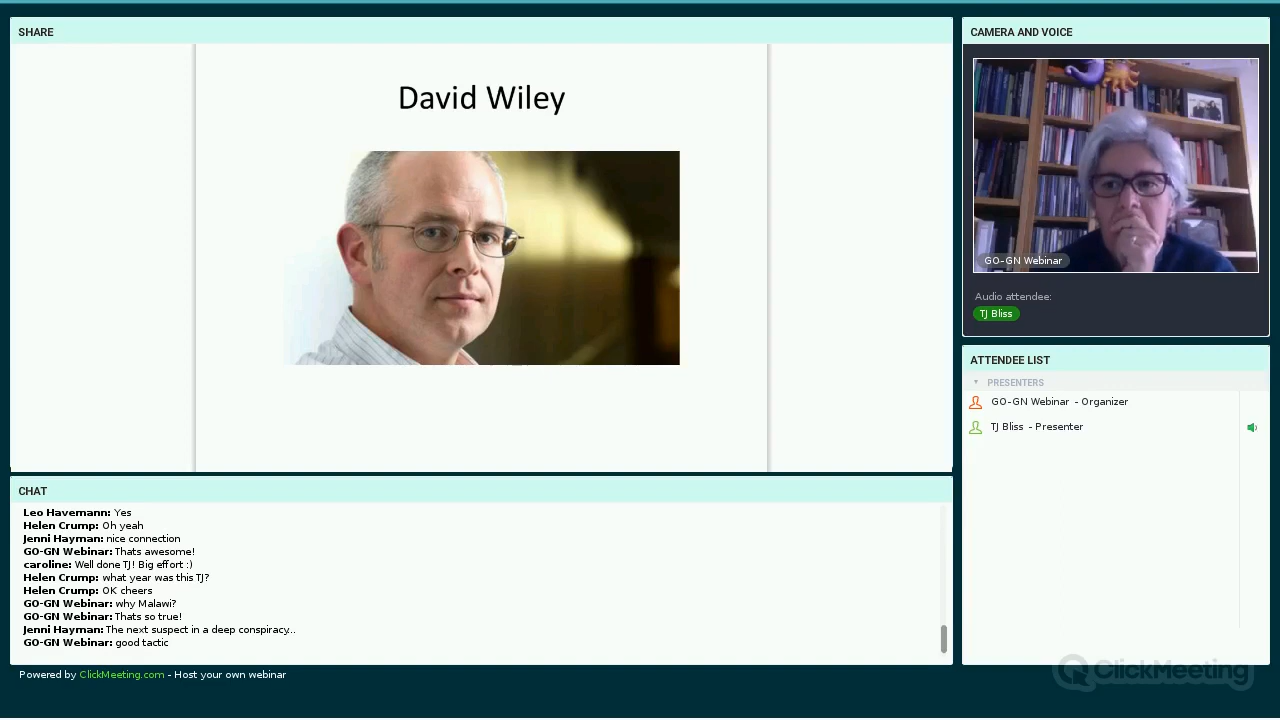 SHARE
David Wiley
CAMERA AND VOICE
GO-GN Webinar
Audio attendee:
TJ Bliss
ATTENDEE LIST
PRESENTERS
GO-GN Webinar - Organizer
TJ Bliss - Presenter
CHAT
Leo Havemann: Yes
Helen Crump: Oh yeah
Jenni Hayman: nice connection
GO-GN Webinar: Thats awesome!
caroline: Well done TJ! Big effort :)
Helen Crump: what year was this TJ?
Helen Crump: OK cheers
GO-GN Webinar: why Malawi?
GO-GN Webinar: Thats so true!
Jenni Hayman: The next suspect in a deep conspiracy...
GO-GN Webinar: good tactic
Powered by ClickMeeting.com - Host your own webinar
ClickMeeting